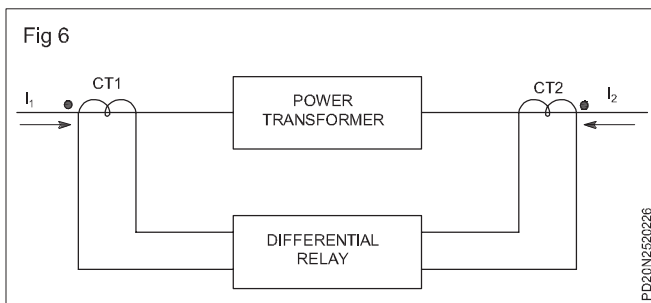 Fig 6
CT1
CT2
I₁
I₂
POWER
TRANSFORMER
DIFFERENTIAL
RELAY
PD20N2520226